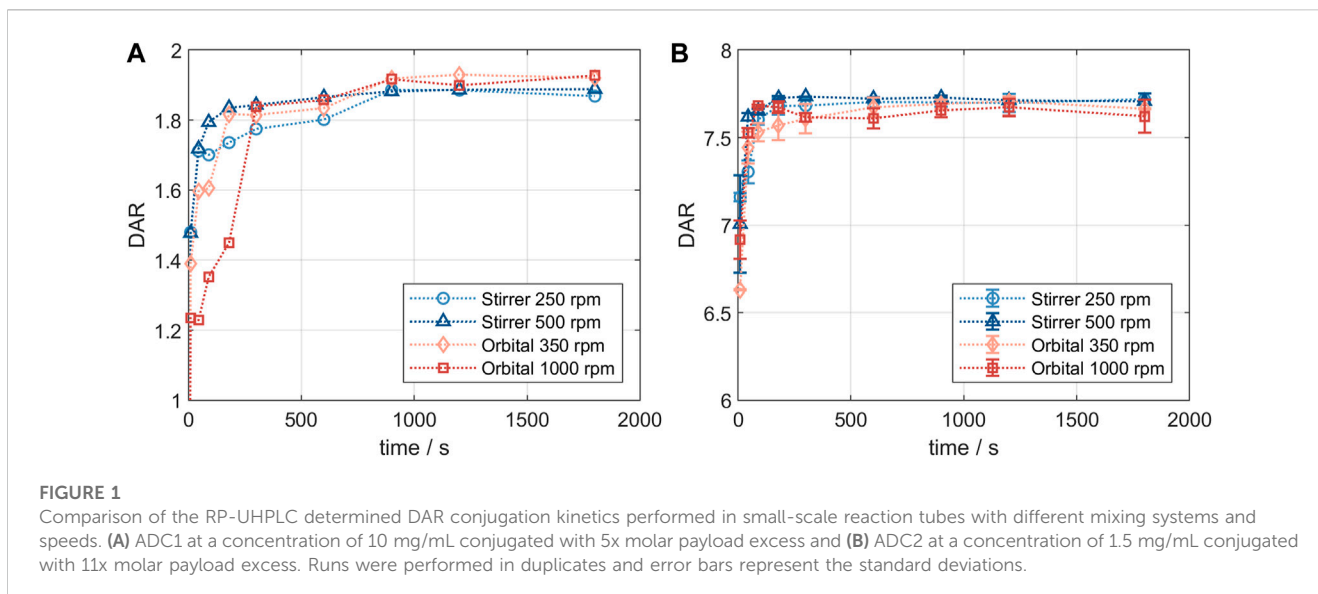 A
2
1.8
1.6
1.4
1.2
1
DAR
0
500
1000
1500
2000
time / s
Stirrer 250 rpm
Stirrer 500 rpm
Orbital 350 rpm
Orbital 1000 rpm
B
8
7.5
7
6.5
6
DAR
0
500
1000
1500
2000
time / s
Stirrer 250 rpm
Stirrer 500 rpm
Orbital 350 rpm
Orbital 1000 rpm
FIGURE 1
Comparison of the RP-UHPLC determined DAR conjugation kinetics performed in small-scale reaction tubes with different mixing systems and
speeds. (A) ADC1 at a concentration of 10 mg/mL conjugated with 5x molar payload excess and (B) ADC2 at a concentration of 1.5 mg/mL conjugated
with 11x molar payload excess. Runs were performed in duplicates and error bars represent the standard deviations.